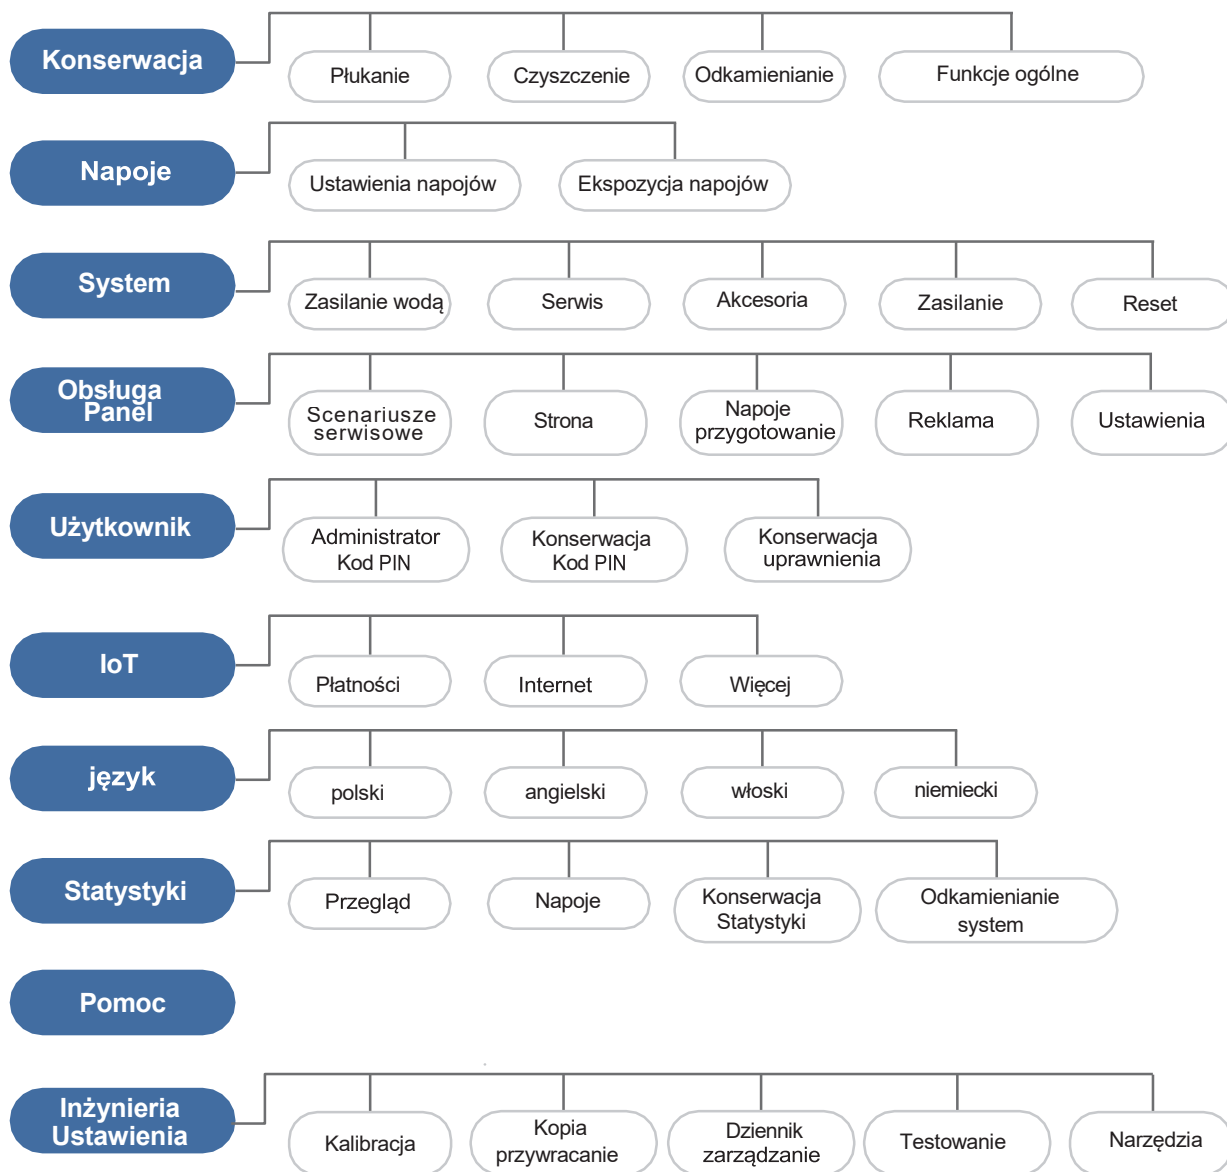 Konserwacja
Płukanie
Czyszczenie
Odkamienianie
Funkcje ogólne
Napoje
Ustawienia napojów
Ekspozycja napojów
System
Zasilanie wodą
Serwis
Akcesoria
Zasilanie
Reset
Obsługa
Panel
Scenariusze
serwisowe
Strona
Napoje
przygotowanie
Reklama
Ustawienia
Użytkownik
Administrator
Kod PIN
Konserwacja
Kod PIN
Konserwacja
uprawnienia
IoT
Płatności
Internet
Więcej
język
polski
angielski
włoski
niemiecki
Statystyki
Przegląd
Napoje
Konserwacja
Statystyki
Odkamienianie
system
Pomoc
Inżynieria
Ustawienia
Kalibracja
Kopia
przywracanie
Dziennik
zarządzanie
Testowanie
Narzędzia